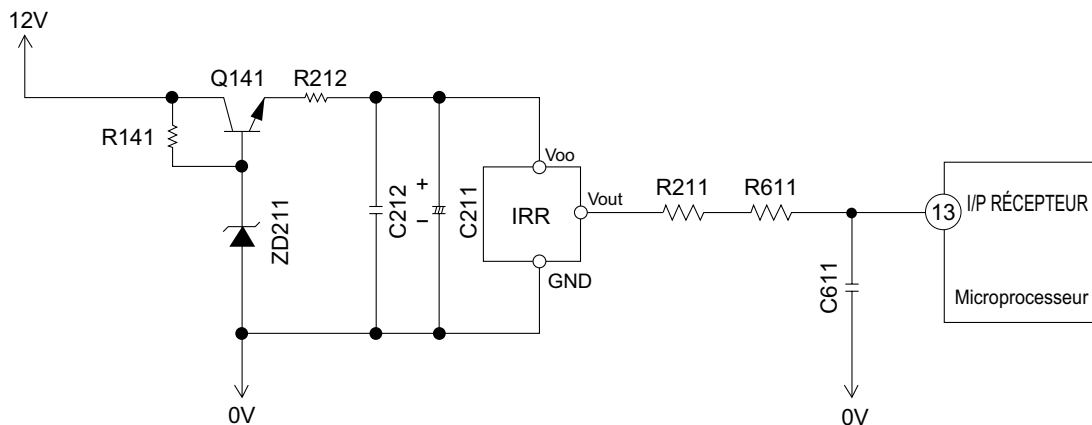 12V
Q141
R212
R141
ZD211
C212
+
−
C211
Voo
IRR
Vout
GND
R211
R611
C611
13
I/P RÉCEPTEUR
Microprocesseur
0V
0V